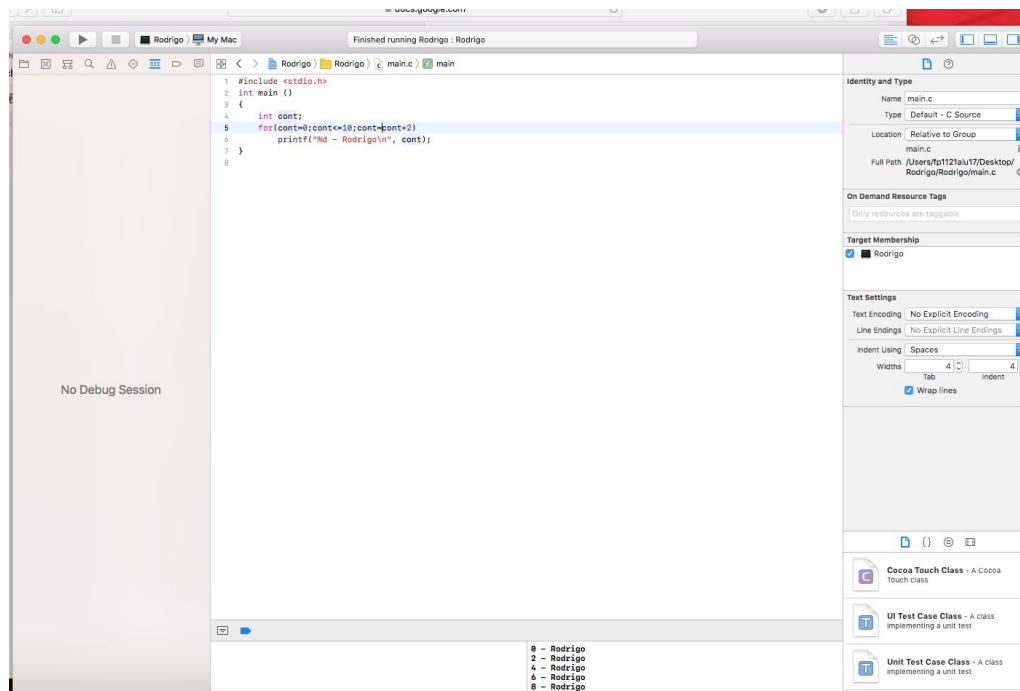 docs.google.com
Rodrigo My Mac
Finished running Rodrigo : Rodrigo
Rodrigo Rodrigo main.c main
1 #include <stdio.h>
2 int main ()
3 {
4 int cont;
5 for(cont=0;cont<=10;cont=cont+2)
6 printf("%d - Rodrigo\n", cont);
7 }
8
No Debug Session
0 - Rodrigo
2 - Rodrigo
4 - Rodrigo
6 - Rodrigo
8 - Rodrigo
Identity and Type
Name main.c
Type Default - C Source
Location Relative to Group
main.c
Full Path /Users/fp1121alu17/Desktop/
Rodrigo/Rodrigo/main.c
On Demand Resource Tags
Only resources are taggable
Target Membership
Rodrigo
Text Settings
Text Encoding No Explicit Encoding
Line Endings No Explicit Line Endings
Indent Using Spaces
Widths 4 4
Tab Indent
Wrap lines
C Cocoa Touch Class - A Cocoa
Touch class
T UI Test Case Class - A class
implementing a unit test
T Unit Test Case Class - A class
implementing a unit test